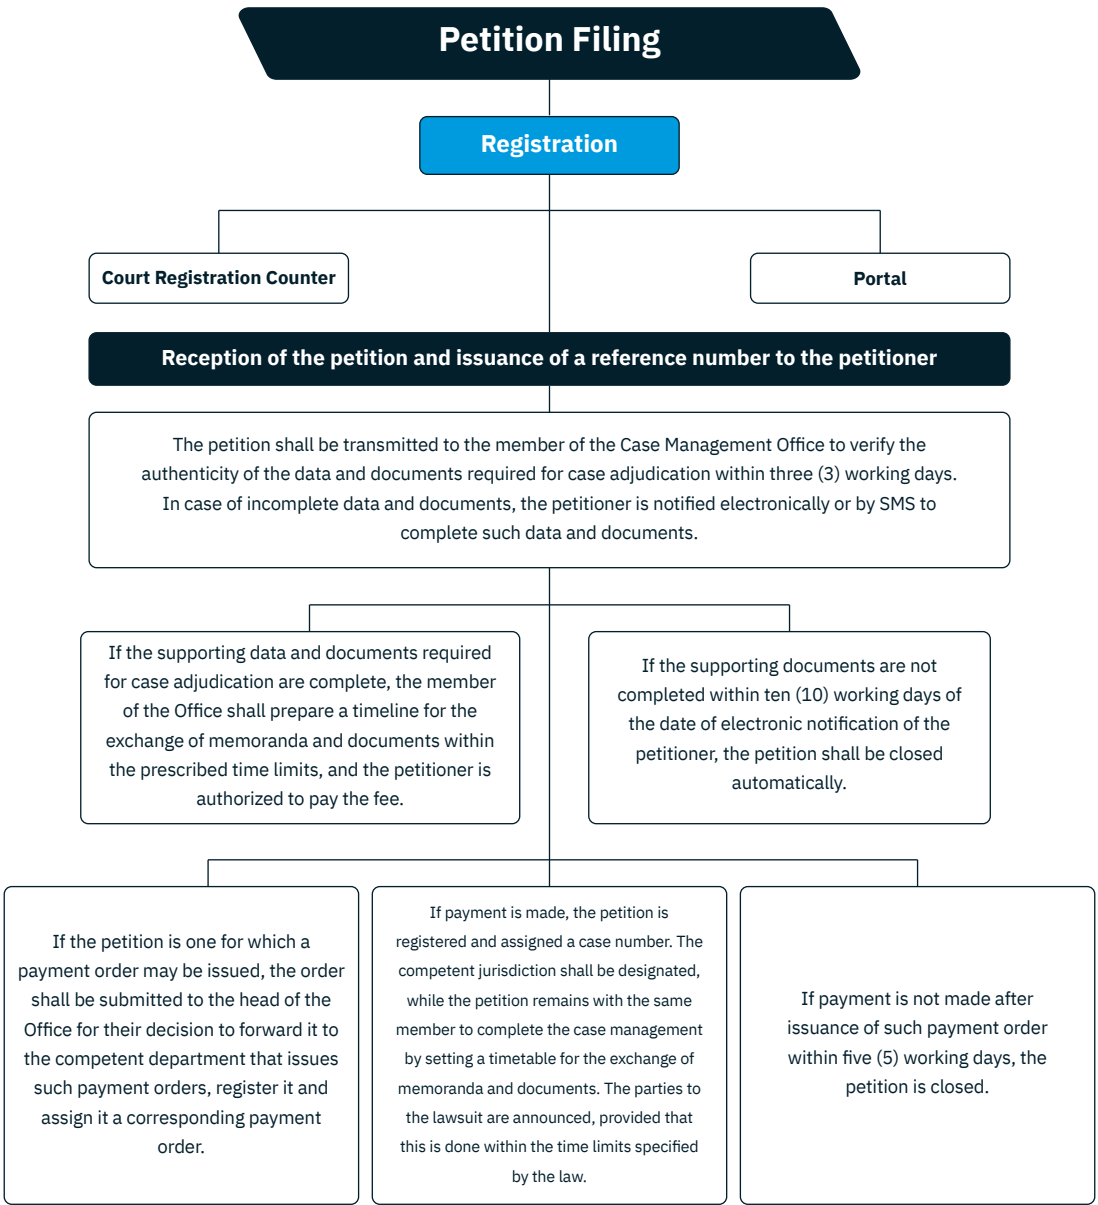 Petition Filing
Registration
Court Registration Counter
Portal
Reception of the petition and issuance of a reference number to the petitioner
The petition shall be transmitted to the member of the Case Management Office to verify the
authenticity of the data and documents required for case adjudication within three (3) working days.
In case of incomplete data and documents, the petitioner is notified electronically or by SMS to
complete such data and documents.
If the supporting data and documents required
for case adjudication are complete, the member
of the Office shall prepare a timeline for the
exchange of memoranda and documents within
the prescribed time limits, and the petitioner is
authorized to pay the fee.
If the supporting documents are not
completed within ten (10) working days of
the date of electronic notification of the
petitioner, the petition shall be closed
automatically.
If the petition is one for which a
payment order may be issued, the order
shall be submitted to the head of the
Office for their decision to forward it to
the competent department that issues
such payment orders, register it and
assign it a corresponding payment
order.
If payment is made, the petition is
registered and assigned a case number. The
competent jurisdiction shall be designated,
while the petition remains with the same
member to complete the case management
by setting a timetable for the exchange of
memoranda and documents. The parties to
the lawsuit are announced, provided that
this is done within the time limits specified
by the law.
If payment is not made after
issuance of such payment order
within five (5) working days, the
petition is closed.